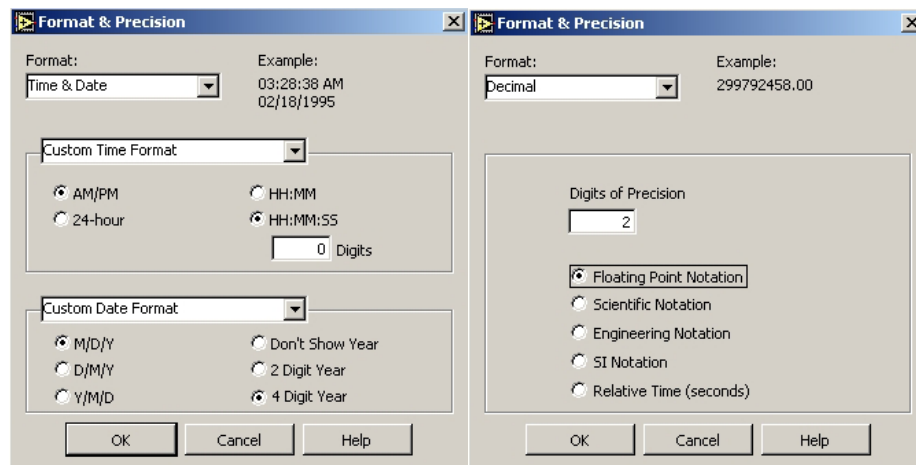 Format & Precision
Format:
Example:
Time & Date
03:28:38 AM
02/18/1995
Custom Time Format
AM/PM
HH:MM
24-hour
HH:MM:SS
0 Digits
Custom Date Format
M/D/Y
Don't Show Year
D/M/Y
2 Digit Year
Y/M/D
4 Digit Year
OK
Cancel
Help
Format & Precision
Format:
Example:
Decimal
299792458.00
Digits of Precision
2
Floating Point Notation
Scientific Notation
Engineering Notation
SI Notation
Relative Time (seconds)
OK
Cancel
Help